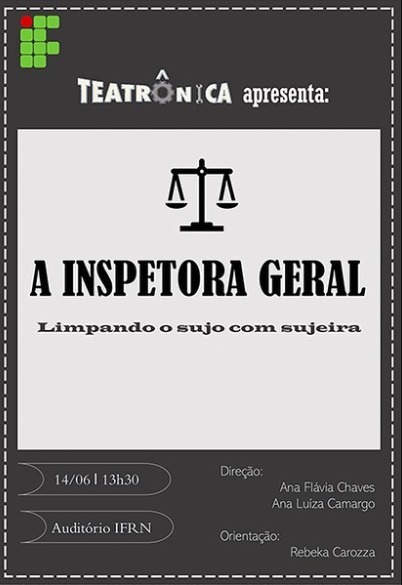 TEATRÔNICA apresenta:
A INSPETORA GERAL
Limpando o sujo com sujeira
14/06 | 13h30
Auditório IFRN
Direção:
Ana Flávia Chaves
Ana Luíza Camargo
Orientação:
Rebeka Carozza